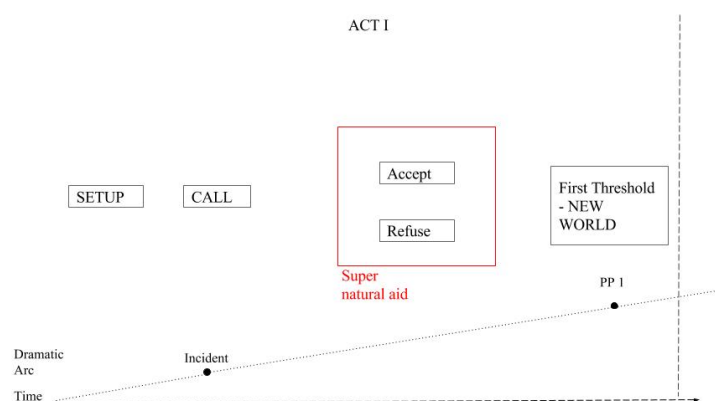 ACT I
SETUP
CALL
Accept
Refuse
Super
natural aid
First Threshold
- NEW
WORLD
PP 1
Incident
Dramatic
Arc
Time